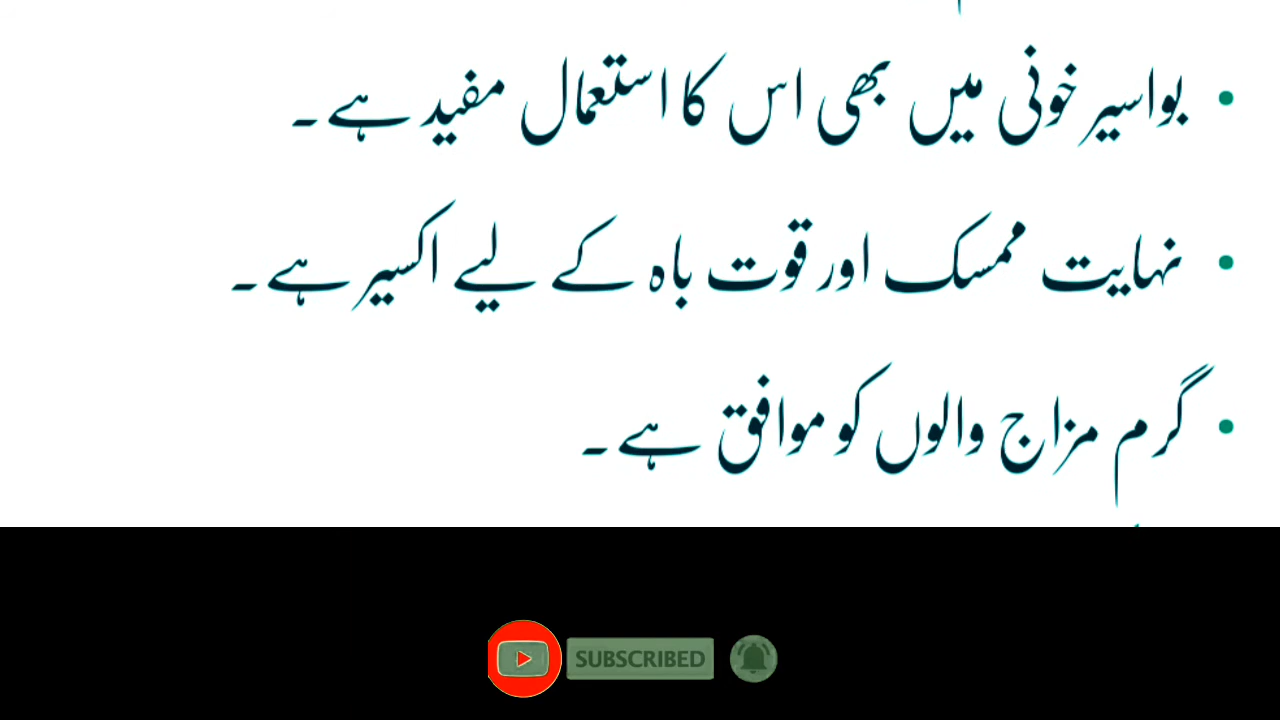 • بواسیر خونی میں بھی اس کا استعمال مفید ہے۔
• نہایت ممسک اور قوت باہ کے لیے اکسیر ہے۔
• گرم مزاج والوں کو موافق ہے۔
SUBSCRIBED